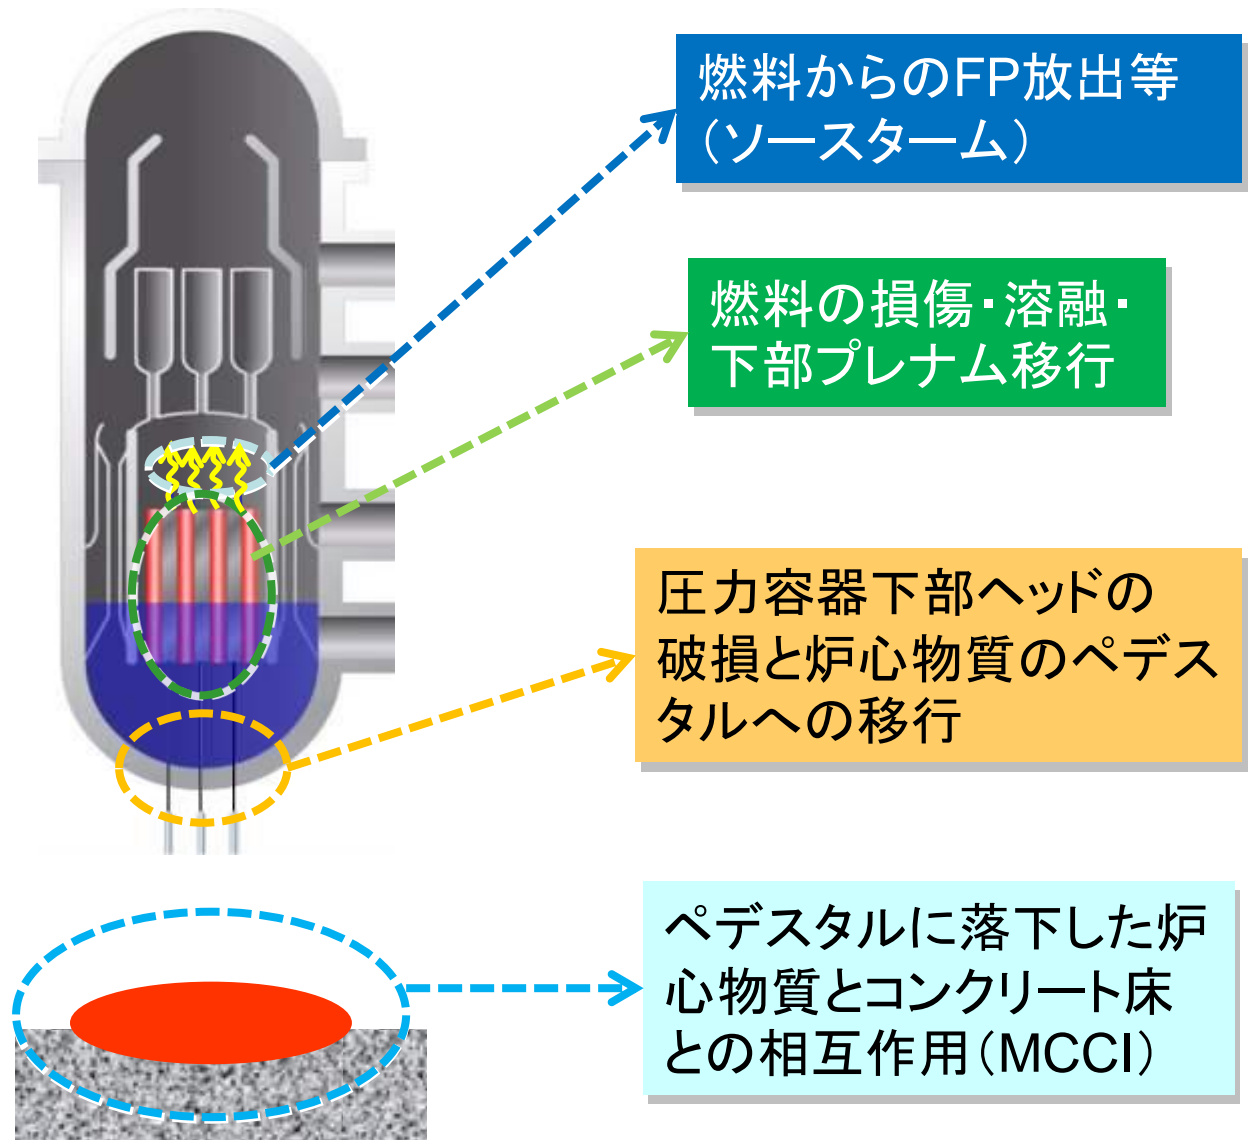 燃料からのFP放出等
（ソースターム）
燃料の損傷・溶融・
下部プレナム移行
圧力容器下部ヘッドの
破損と炉心物質のペデス
タルへの移行
ペデスタルに落下した炉
心物質とコンクリート床
との相互作用（MCCI）